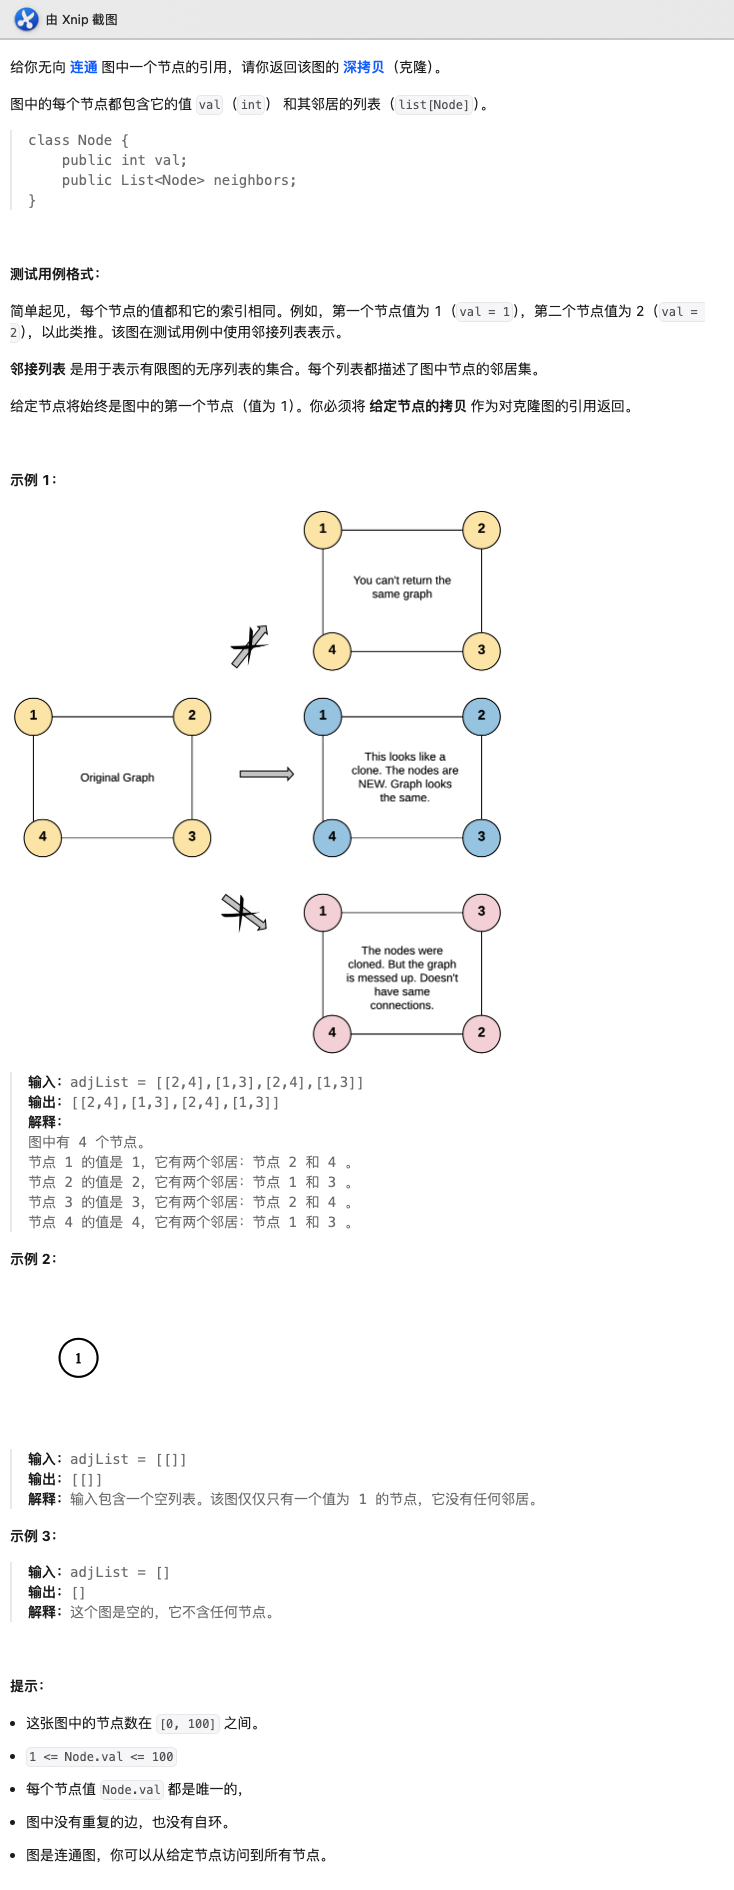 由 Xnip 截图
给你无向 连通 图中一个节点的引用，请你返回该图的 深拷贝（克隆）。
图中的每个节点都包含它的值 val（int） 和其邻居的列表（list[Node]）。
class Node {
    public int val;
    public List<Node> neighbors;
}
测试用例格式：
简单起见，每个节点的值都和它的索引相同。例如，第一个节点值为 1（val = 1），第二个节点值为 2（val =
2），以此类推。该图在测试用例中使用邻接列表表示。
邻接列表 是用于表示有限图的无序列表的集合。每个列表都描述了图中节点的邻居集。
给定节点将始终是图中的第一个节点（值为 1）。你必须将 给定节点的拷贝 作为对克隆图的引用返回。
示例 1：
1 2
You can't return the
same graph
4 3
1 2
Original Graph
4 3
1 2
This looks like a
clone. The nodes are
NEW. Graph looks
the same.
4 3
1 3
The nodes were
cloned. But the graph
is messed up. Doesn't
have same
connections.
4 2
输入：adjList = [[2,4],[1,3],[2,4],[1,3]]
输出：[[2,4],[1,3],[2,4],[1,3]]
解释：
图中有 4 个节点。
节点 1 的值是 1，它有两个邻居：节点 2 和 4 。
节点 2 的值是 2，它有两个邻居：节点 1 和 3 。
节点 3 的值是 3，它有两个邻居：节点 2 和 4 。
节点 4 的值是 4，它有两个邻居：节点 1 和 3 。
示例 2：
1
输入：adjList = [[]]
输出：[[]]
解释：输入包含一个空列表。该图仅仅只有一个值为 1 的节点，它没有任何邻居。
示例 3：
输入：adjList = []
输出：[]
解释：这个图是空的，它不含任何节点。
提示：
• 这张图中的节点数在 [0, 100] 之间。
• 1 <= Node.val <= 100
• 每个节点值 Node.val 都是唯一的，
• 图中没有重复的边，也没有自环。
• 图是连通图，你可以从给定节点访问到所有节点。